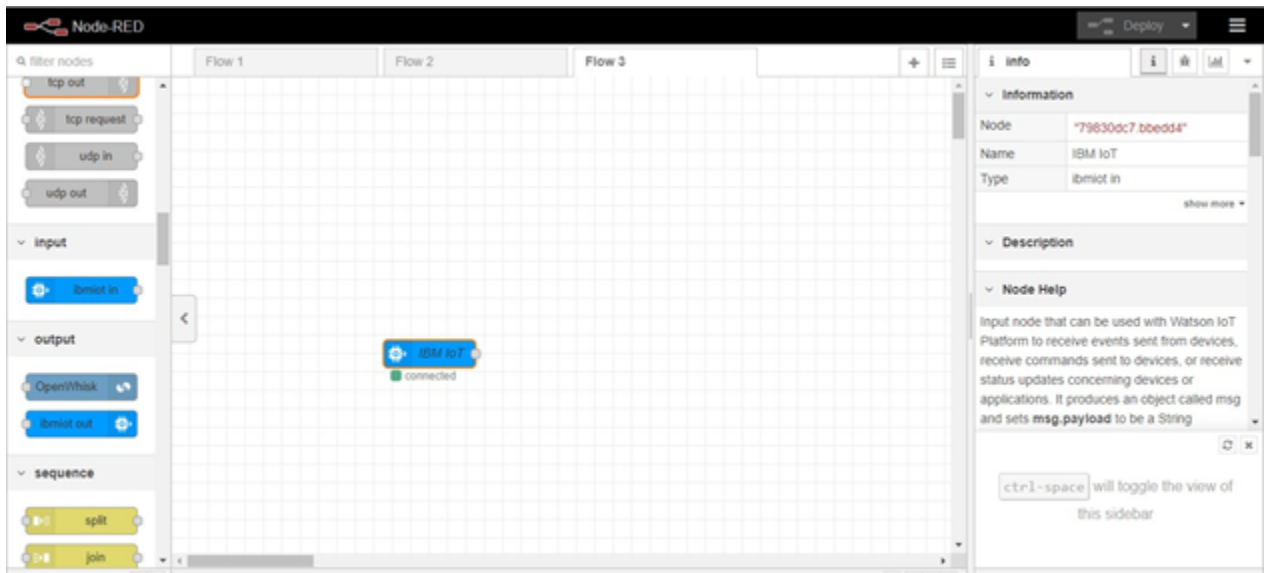 Node-RED
Deploy
filter nodes
Flow 1
Flow 2
Flow 3
i info
i
tcp out
tcp request
udp in
udp out
input
ibmiot in
output
OpenWhisk
ibmiot out
sequence
split
join
IBM IoT
connected
Information
Node "79830dc7.bbedd4"
Name IBM IoT
Type ibmiot in
show more
Description
Node Help
Input node that can be used with Watson IoT
Platform to receive events sent from devices,
receive commands sent to devices, or receive
status updates concerning devices or
applications. It produces an object called msg
and sets msg.payload to be a String
ctrl-space will toggle the view of
this sidebar